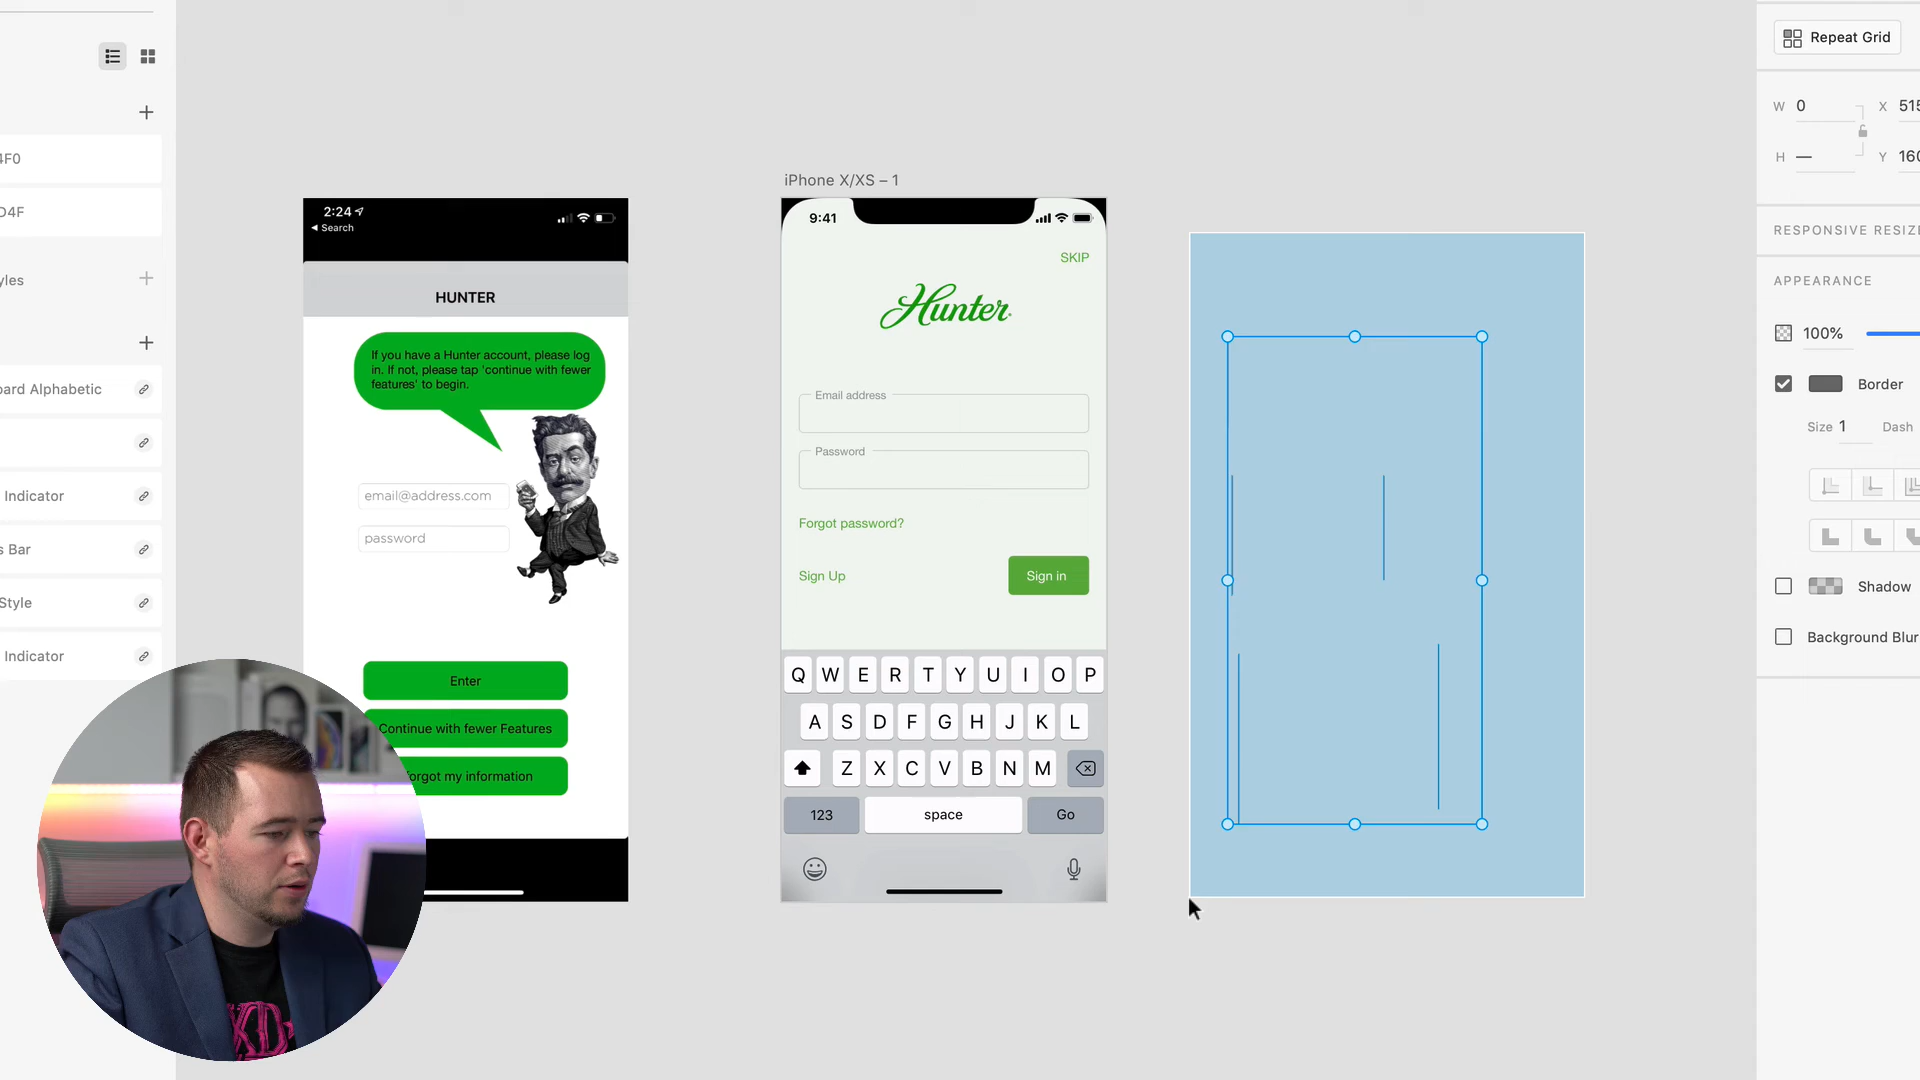 4F0
D4F
yles
oard Alphabetic
Indicator
s Bar
Style
Indicator
2:24
Search
HUNTER
If you have a Hunter account, please log
in. If not, please tap 'continue with fewer
features' to begin.
email@address.com
password
Enter
Continue with fewer Features
forgot my information
iPhone X/XS – 1
9:41
SKIP
Hunter
Email address
Password
Forgot password?
Sign Up
Sign in
Q W E R T Y U I O P
A S D F G H J K L
Z X C V B N M
123
space
Go
Repeat Grid
W 0 X 515
H — Y 160
RESPONSIVE RESIZE
APPEARANCE
100%
Border
Size 1 Dash
Shadow
Background Blur